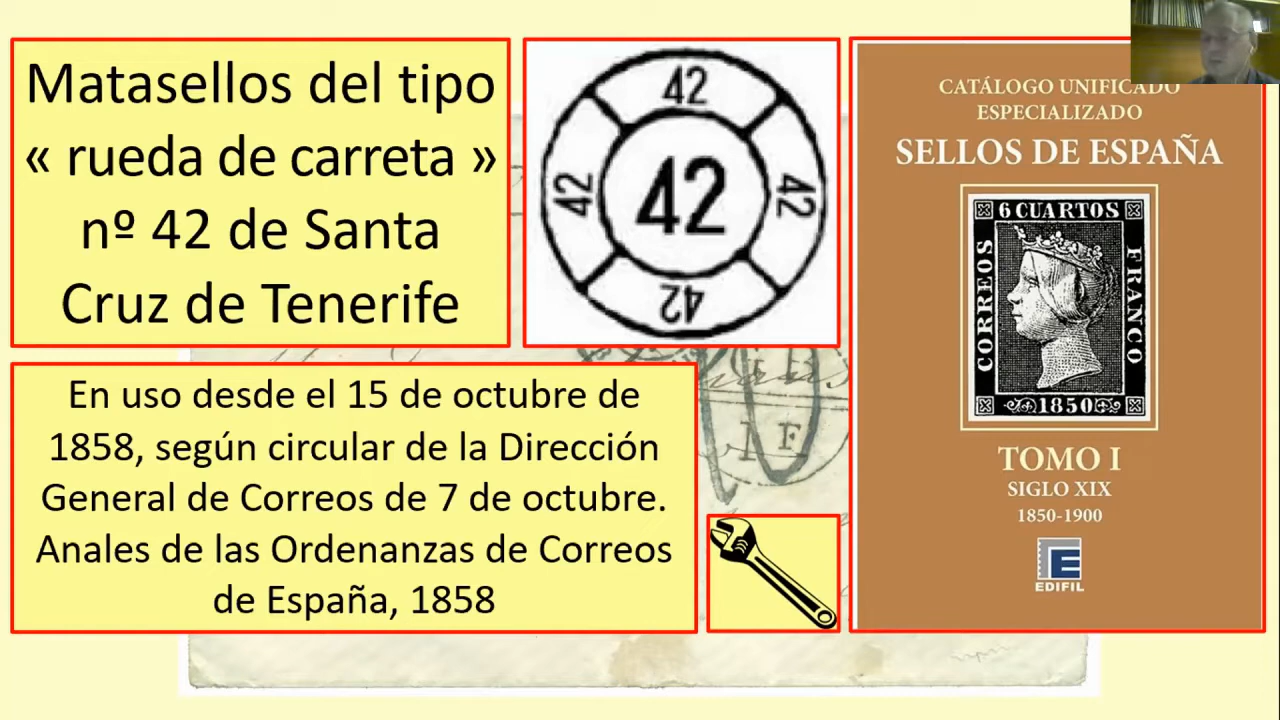 Matasellos del tipo
« rueda de carreta »
nº 42 de Santa
Cruz de Tenerife
42
42
42
42
42
CATÁLOGO UNIFICADO
ESPECIALIZADO
SELLOS DE ESPAÑA
6 CUARTOS
CORREOS
FRANCO
1850
TOMO I
SIGLO XIX
1850-1900
E
EDIFIL
En uso desde el 15 de octubre de
1858, según circular de la Dirección
General de Correos de 7 de octubre.
Anales de las Ordenanzas de Correos
de España, 1858